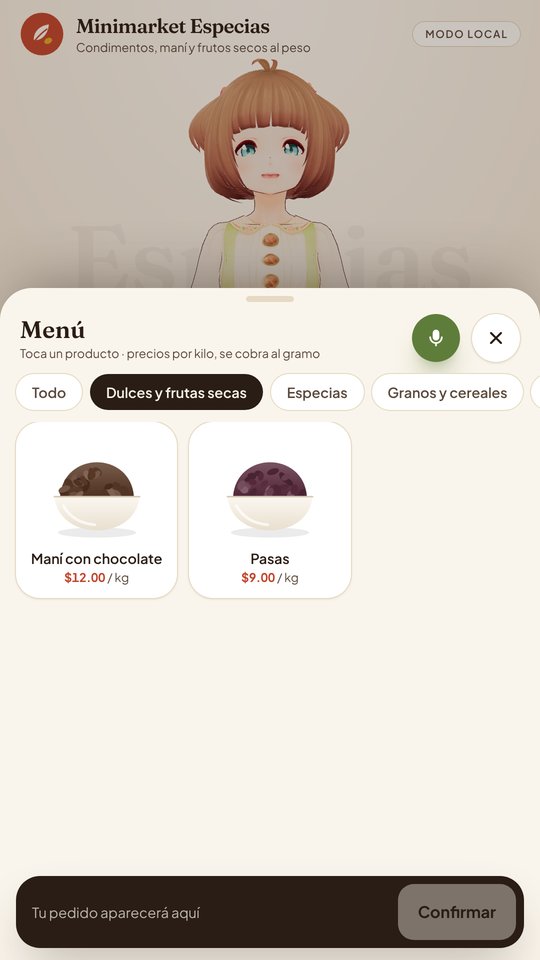 Minimarket Especias
Condimentos, maní y frutos secos al peso
MODO LOCAL
Especias
Menú
Toca un producto · precios por kilo, se cobra al gramo
Todo
Dulces y frutas secas
Especias
Granos y cereales
Maní con chocolate
$12.00 / kg
Pasas
$9.00 / kg
Tu pedido aparecerá aquí
Confirmar